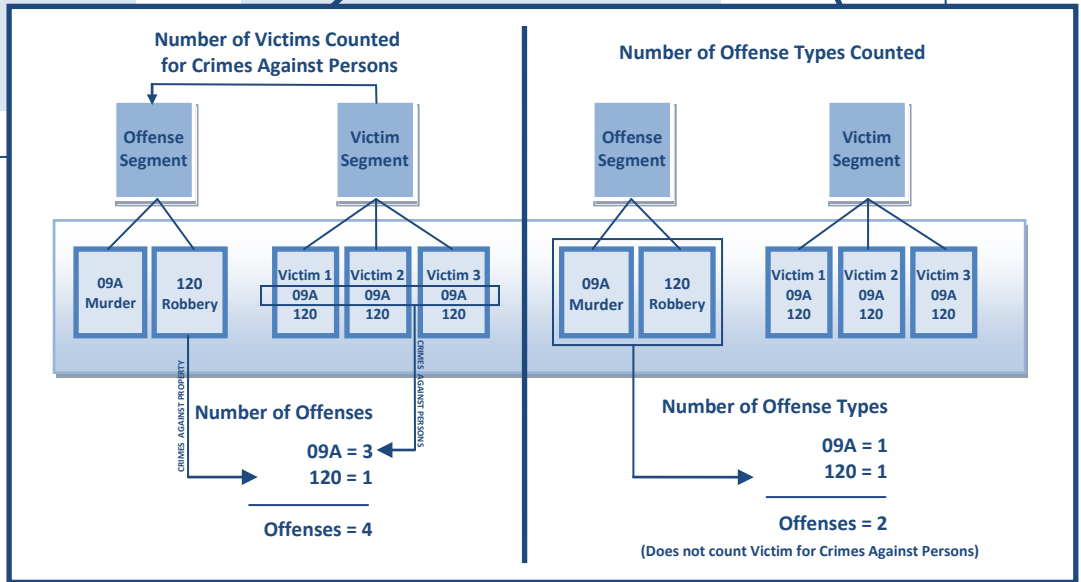 Number of Victims Counted
for Crimes Against Persons
Offense
Segment
Victim
Segment
09A
Murder
120
Robbery
Victim 1
09A
120
Victim 2
09A
120
Victim 3
09A
120
CRIMES AGAINST PROPERTY
CRIMES AGAINST PERSONS
Number of Offenses
09A = 3
120 = 1
Offenses = 4
Number of Offense Types Counted
Offense
Segment
Victim
Segment
09A
Murder
120
Robbery
Victim 1
09A
120
Victim 2
09A
120
Victim 3
09A
120
Number of Offense Types
09A = 1
120 = 1
Offenses = 2
(Does not count Victim for Crimes Against Persons)